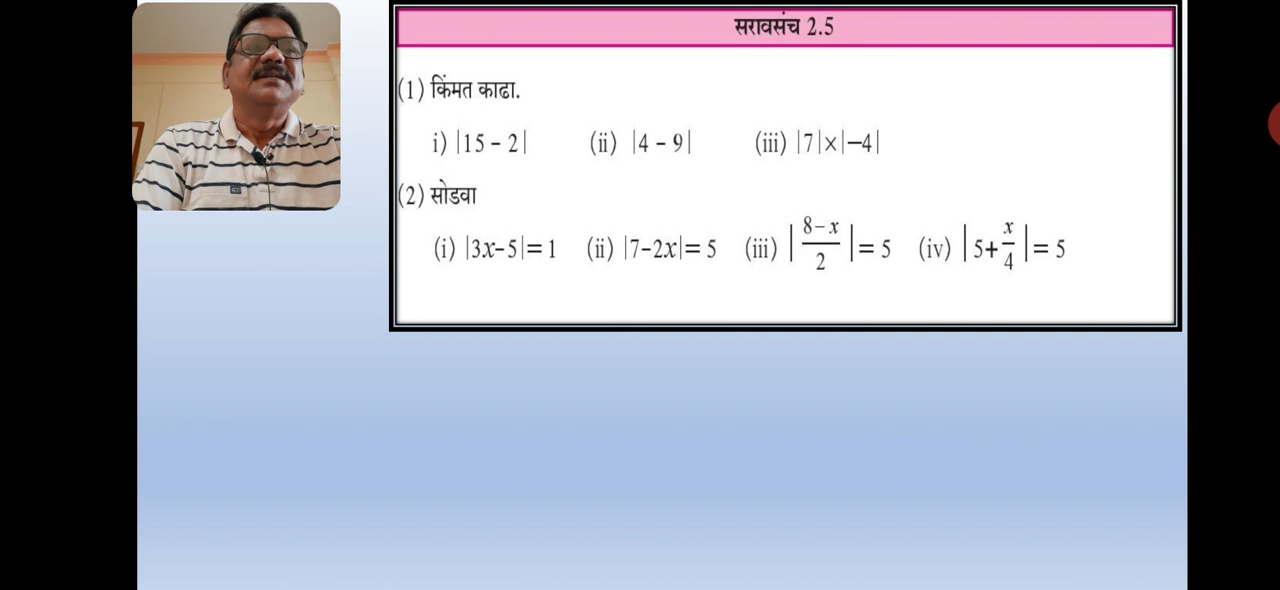 सरावसंच 2.5
(1) किंमत काढा.
i) |15 - 2| (ii) |4 - 9| (iii) |7|×|-4|
(2) सोडवा
(i) |3x-5|= 1 (ii) |7-2x|= 5 (iii) |(8-x)/2|= 5 (iv) |5+x/4|= 5